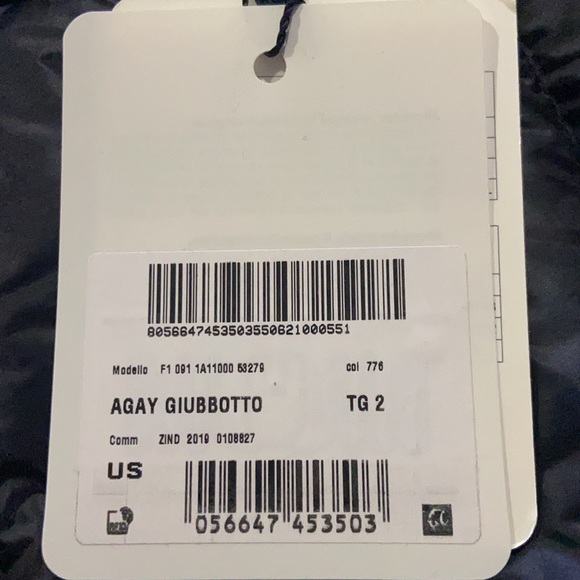 8056647453503550621000551
Modello F1 091 1A11000 53279 col 776
AGAY GIUBBOTTO TG 2
Comm ZIND 2019 0108827
US
056647 453503
RFID